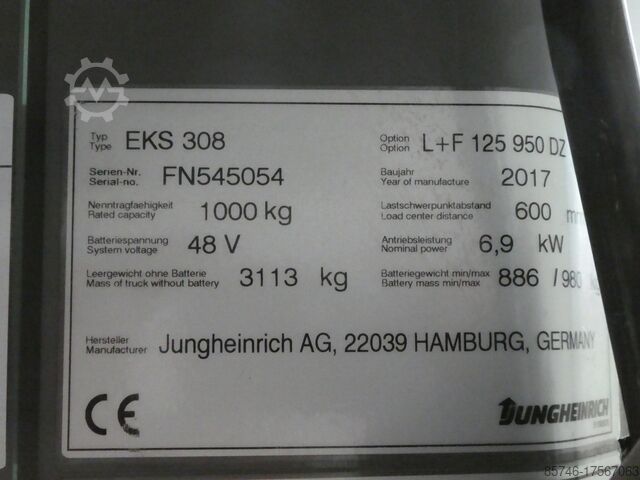 Typ Type EKS 308 Option Option L+F 125 950 DZ
Serien-Nr. Serial-no. FN545054 Baujahr Year of manufacture 2017
Nenntragfaehigkeit Rated capacity 1000 kg Lastschwerpunktabstand Load center distance 600 mm
Batteriespannung System voltage 48 V Antriebsleistung Nominal power 6,9 kW
Leergewicht ohne Batterie Mass of truck without battery 3113 kg Batteriegewicht min/max Battery mass min/max 886 / 980
Hersteller Manufacturer Jungheinrich AG, 22039 HAMBURG, GERMANY
CE JUNGHEINRICH
85746-17567063